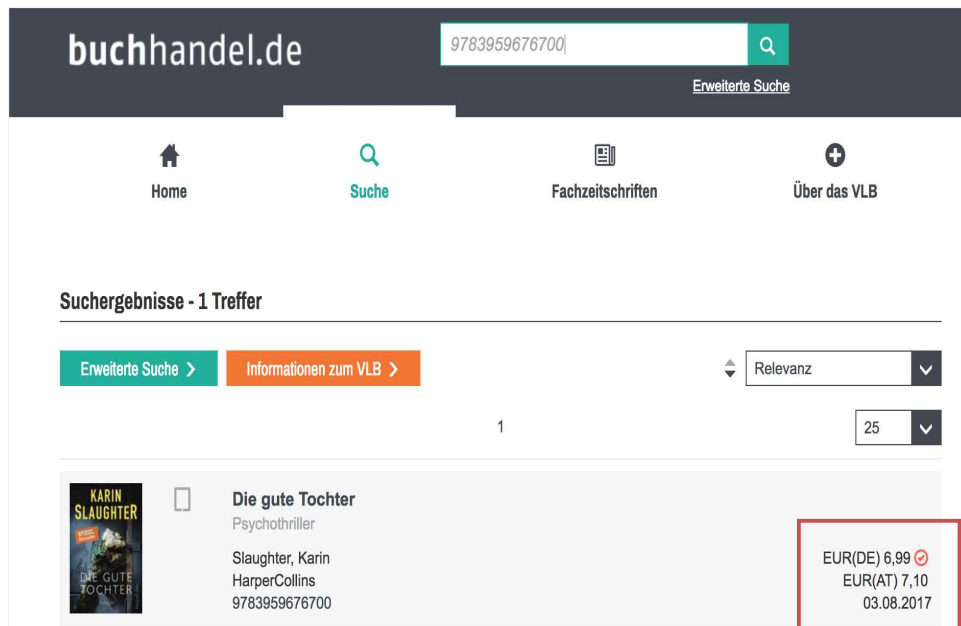 buchhandel.de
9783959676700
Erweiterte Suche
Home
Suche
Fachzeitschriften
Über das VLB
Suchergebnisse - 1 Treffer
Erweiterte Suche
Informationen zum VLB
Relevanz
1
25
KARIN
SLAUGHTER
DIE GUTE
TOCHTER
Die gute Tochter
Psychothriller
Slaughter, Karin
HarperCollins
9783959676700
EUR(DE) 6,99
EUR(AT) 7,10
03.08.2017